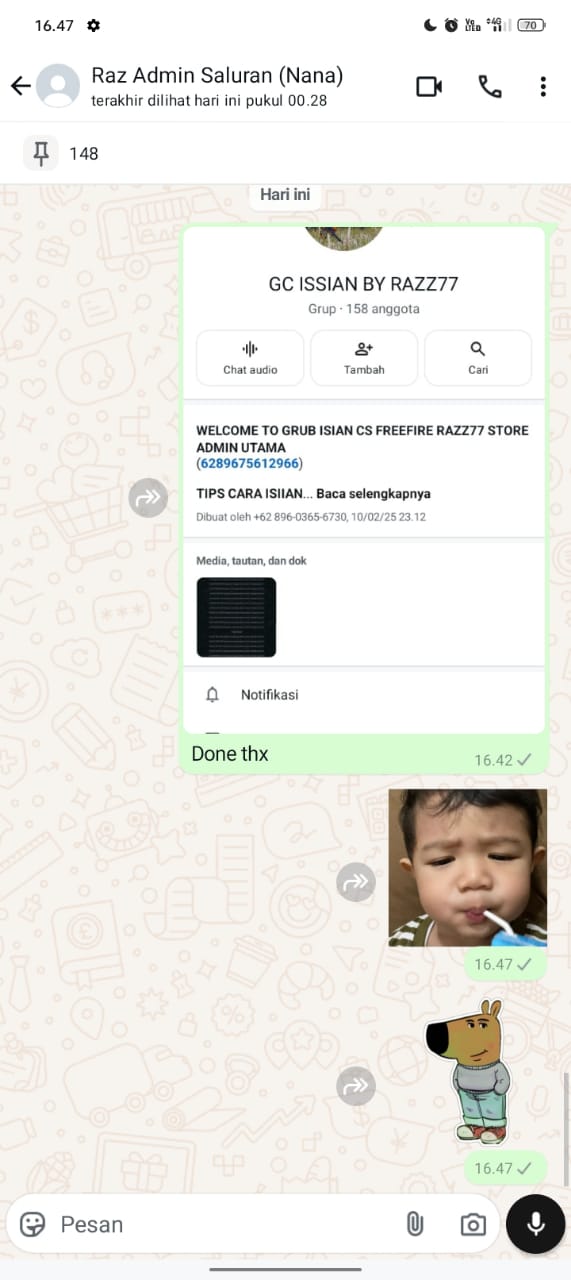 16.47
Vo
LTE
4G
70
Raz Admin Saluran (Nana)
terakhir dilihat hari ini pukul 00.28
148
Hari ini
GC ISSIAN BY RAZZ77
Grup · 158 anggota
Chat audio
Tambah
Cari
WELCOME TO GRUB ISIAN CS FREEFIRE RAZZ77 STORE
ADMIN UTAMA
(6289675612966)
TIPS CARA ISIIAN... Baca selengkapnya
Dibuat oleh +62 896-0365-6730, 10/02/25 23.12
Media, tautan, dan dok
Notifikasi
Done thx
16.42
16.47
16.47
Pesan